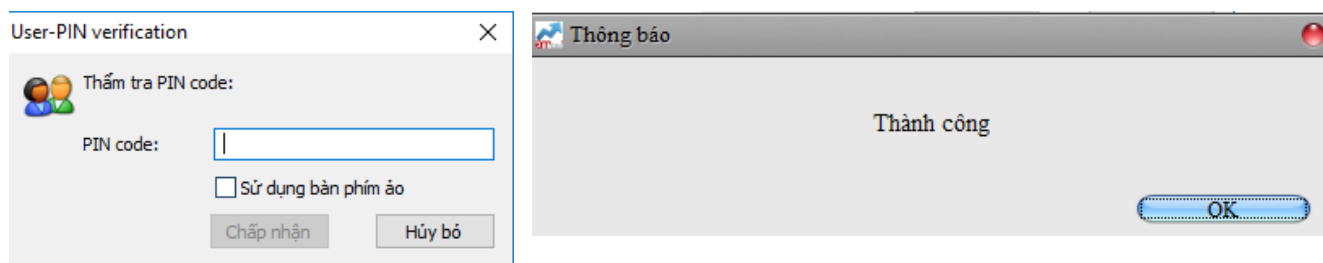 User-PIN verification
Thẩm tra PIN code:
PIN code:
Sử dụng bàn phím ảo
Chấp nhận
Hủy bỏ
Thông báo
Thành công
OK